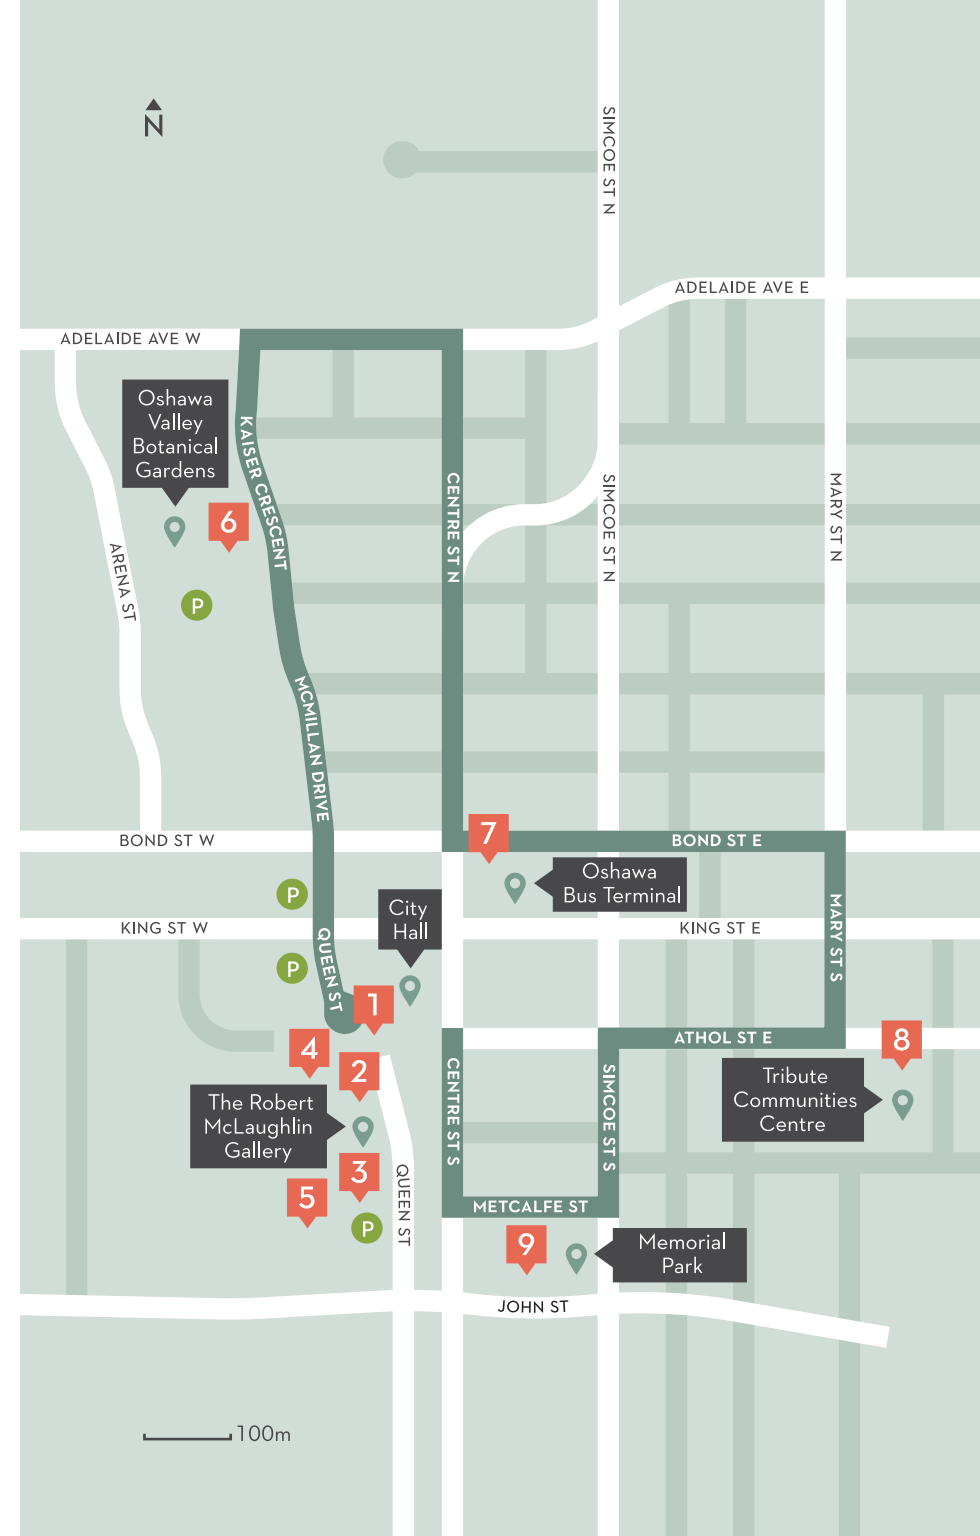 SIMCOE ST N
N
ADELAIDE AVE E
ADELAIDE AVE W
Oshawa
Valley
Botanical
Gardens
KAISER CRESCENT
CENTRE ST N
SIMCOE ST N
MARY ST N
6
ARENA ST
P
MCMILLAN DRIVE
7
BOND ST W
BOND ST E
Oshawa
Bus Terminal
P
City
Hall
MARY ST S
KING ST W
KING ST E
QUEEN ST
P
1
4
ATHOL ST E
8
2
CENTRE ST S
SIMCOE ST S
Tribute
Communities
Centre
The Robert
McLaughlin
Gallery
3
5
QUEEN ST
METCALFE ST
P
9
Memorial
Park
JOHN ST
100m